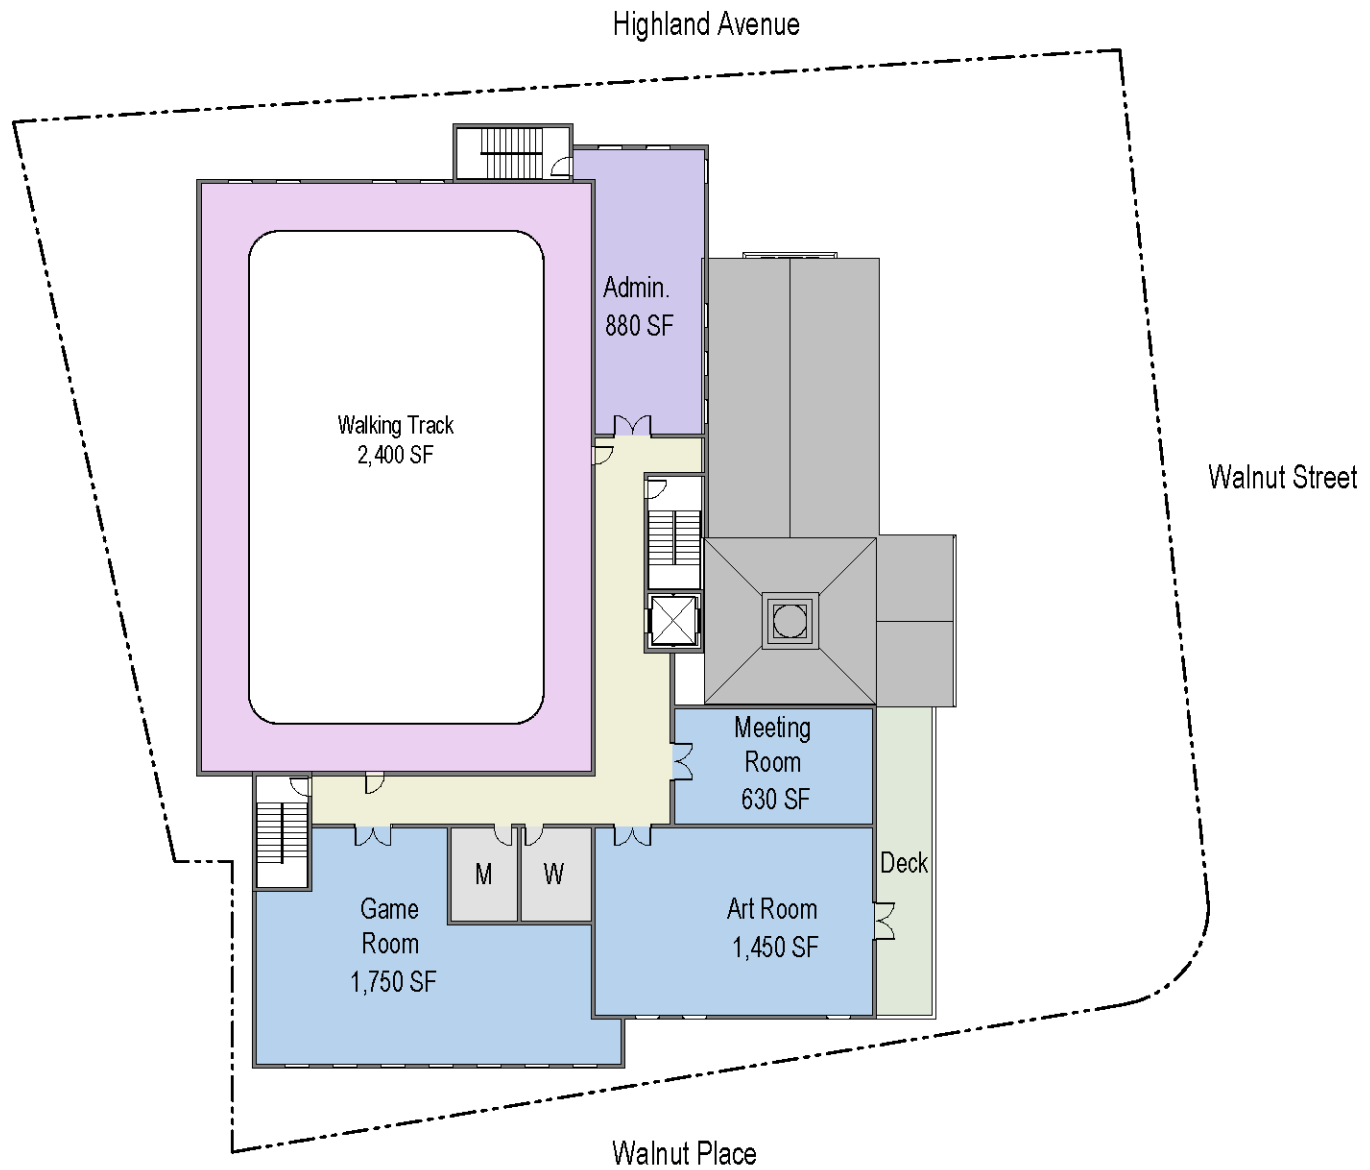 Highland Avenue
Admin.
880 SF
Walking Track
2,400 SF
Walnut Street
Meeting
Room
630 SF
Deck
M
W
Game
Room
1,750 SF
Art Room
1,450 SF
Walnut Place